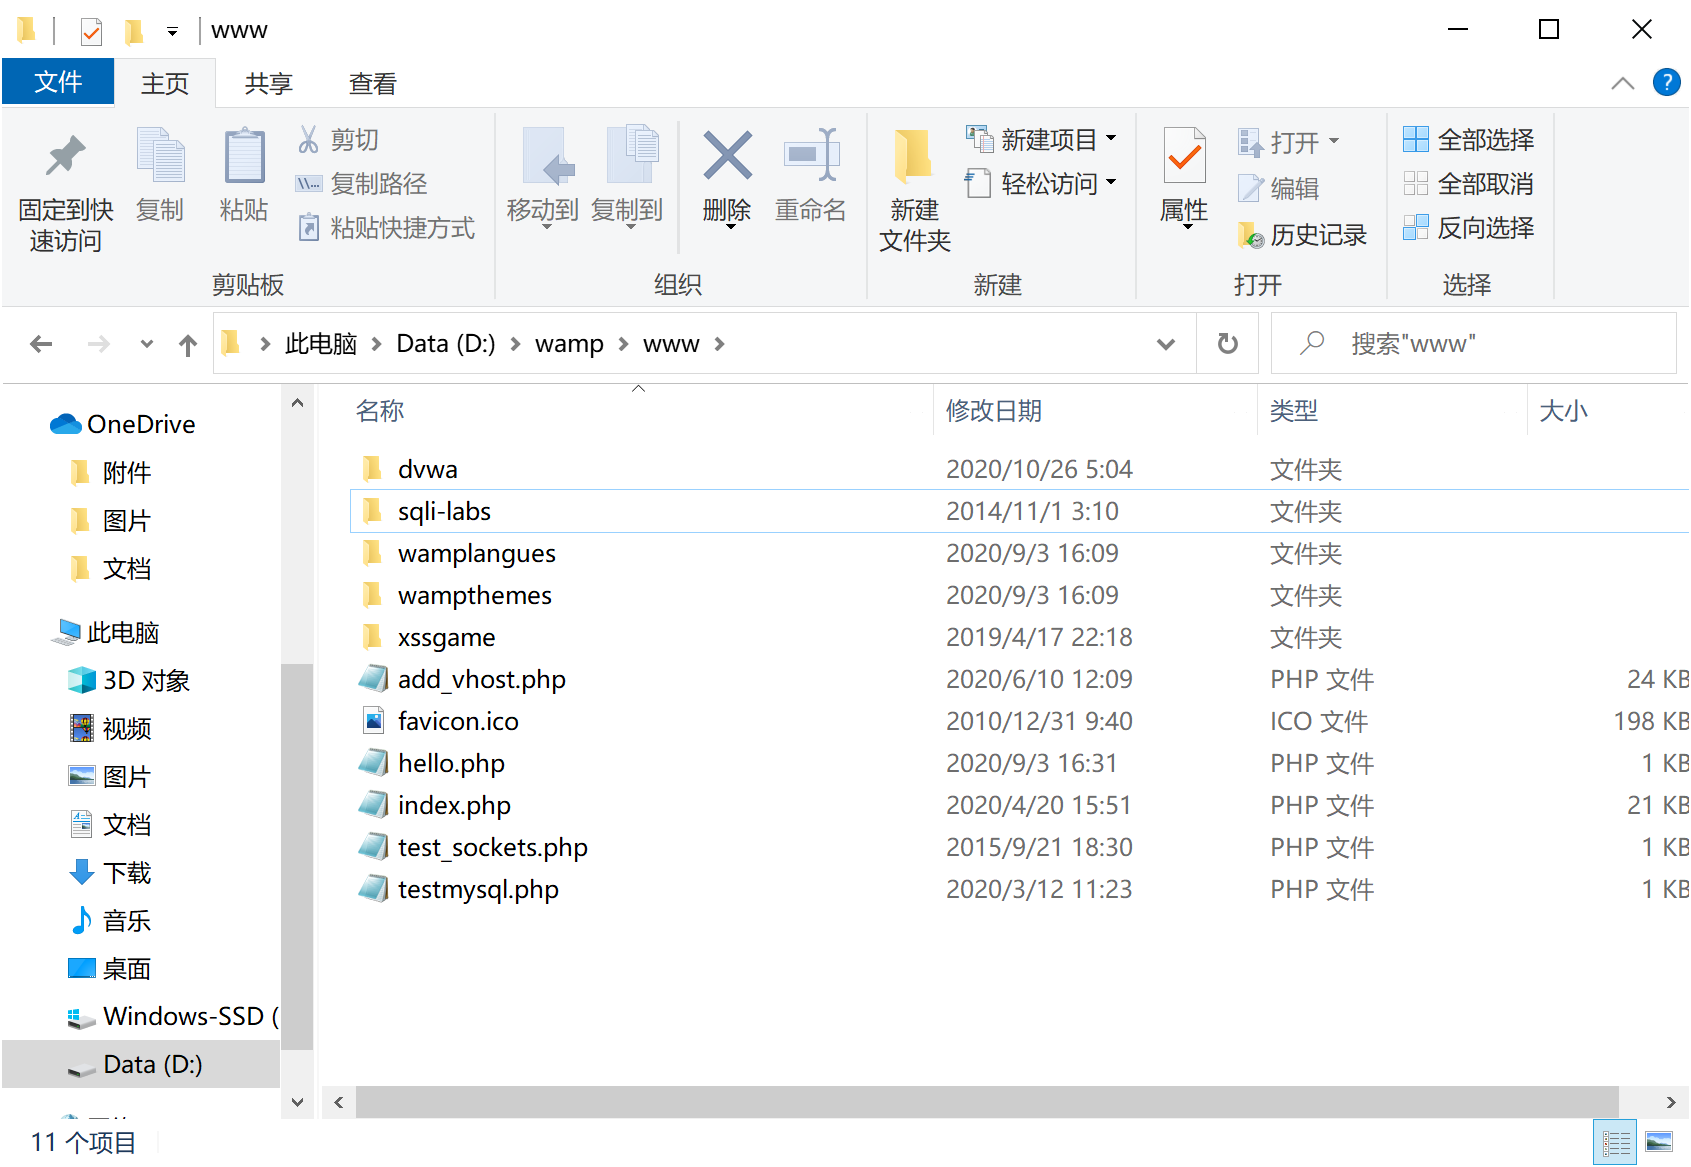 www
文件 主页 共享 查看
固定到快速访问
复制
粘贴
剪切
复制路径
粘贴快捷方式
剪贴板
移动到
复制到
删除
重命名
组织
新建文件夹
新建项目
轻松访问
新建
属性
打开
编辑
历史记录
打开
全部选择
全部取消
反向选择
选择
此电脑 Data (D:) wamp www
搜索"www"
OneDrive
附件
图片
文档
此电脑
3D 对象
视频
图片
文档
下载
音乐
桌面
Windows-SSD (
Data (D:)
名称 修改日期 类型 大小
dvwa 2020/10/26 5:04 文件夹
sqli-labs 2014/11/1 3:10 文件夹
wamplangues 2020/9/3 16:09 文件夹
wampthemes 2020/9/3 16:09 文件夹
xssgame 2019/4/17 22:18 文件夹
add_vhost.php 2020/6/10 12:09 PHP 文件 24 KB
favicon.ico 2010/12/31 9:40 ICO 文件 198 KB
hello.php 2020/9/3 16:31 PHP 文件 1 KB
index.php 2020/4/20 15:51 PHP 文件 21 KB
test_sockets.php 2015/9/21 18:30 PHP 文件 1 KB
testmysql.php 2020/3/12 11:23 PHP 文件 1 KB
11 个项目